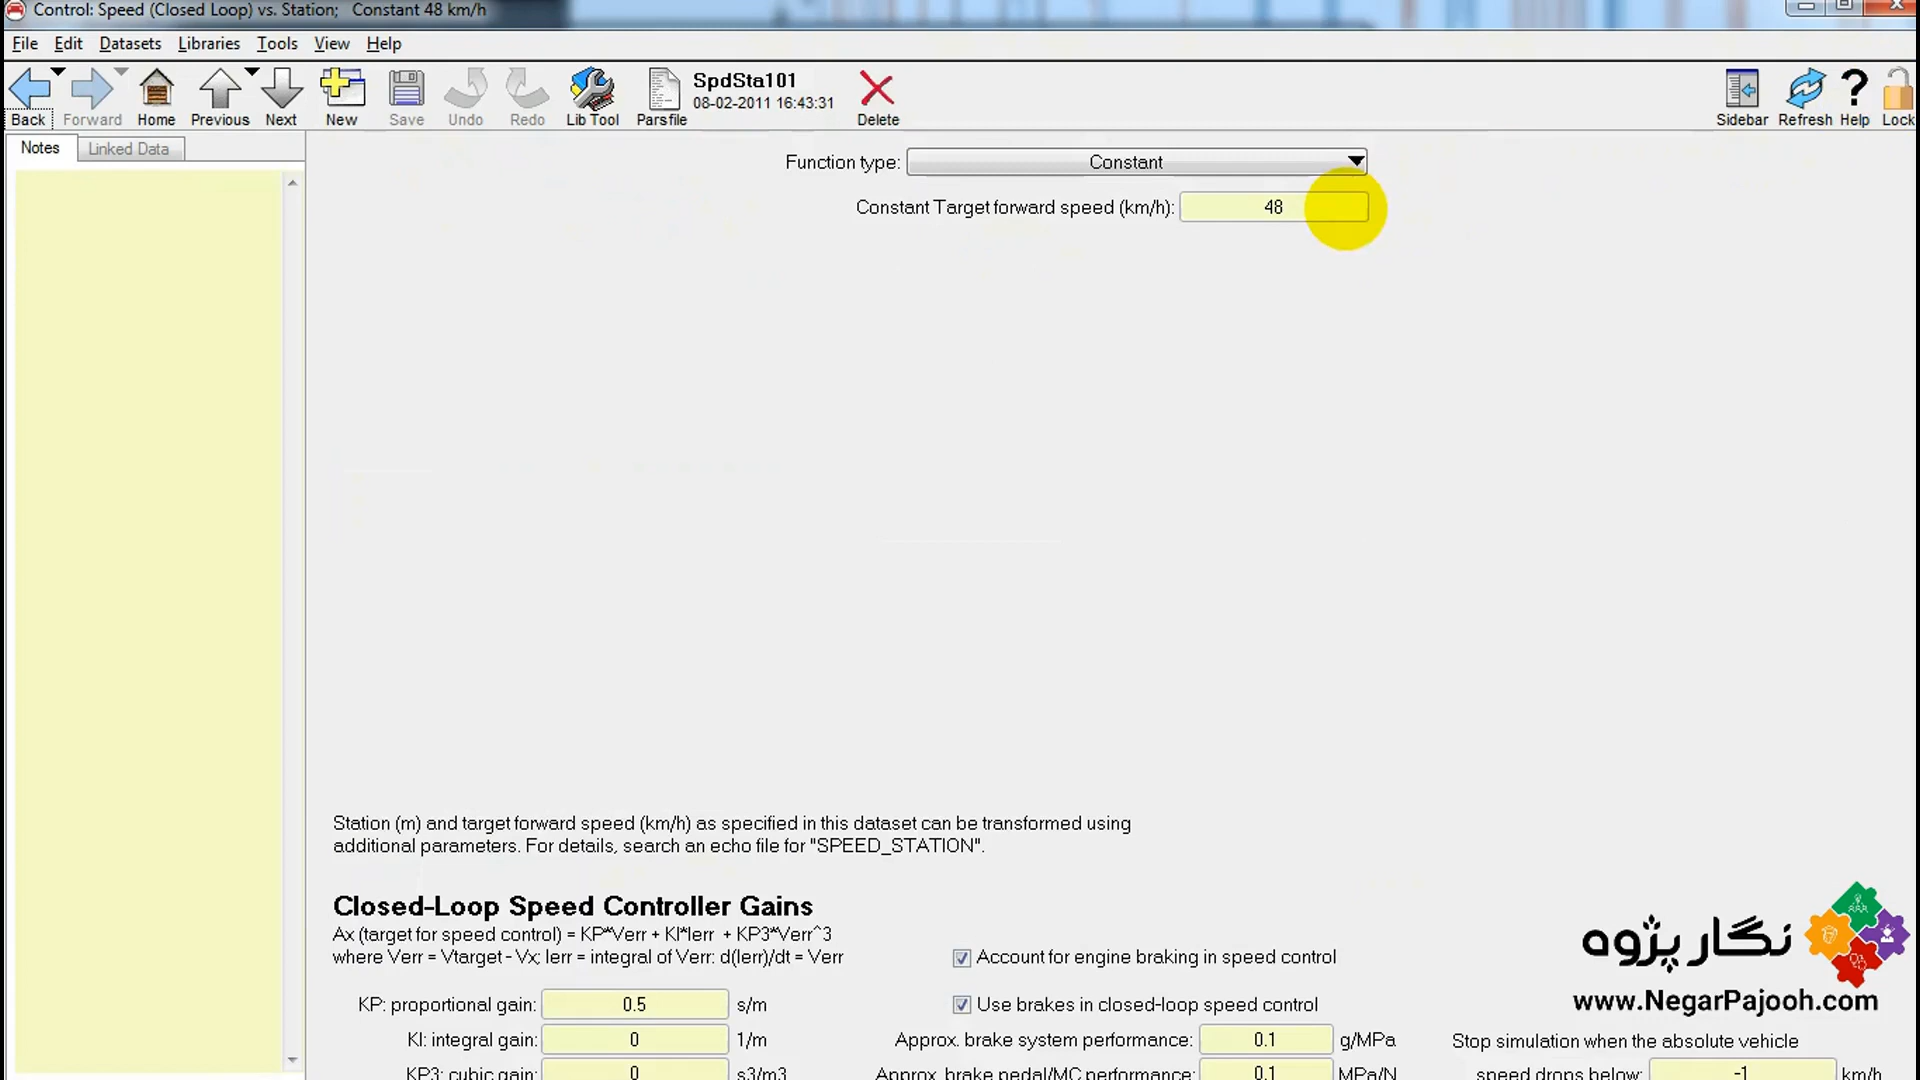 Control: Speed (Closed Loop) vs. Station;   Constant 48 km/h
File Edit Datasets Libraries Tools View Help
Back Forward Home Previous Next New Save Undo Redo Lib Tool Parsfile
SpdSta101
08-02-2011 16:43:31
Delete Sidebar Refresh Help Lock
Notes Linked Data
Function type: Constant
Constant Target forward speed (km/h): 48
Station (m) and target forward speed (km/h) as specified in this dataset can be transformed using
additional parameters. For details, search an echo file for "SPEED_STATION".
Closed-Loop Speed Controller Gains
Ax (target for speed control) = KP*Verr + KI*Ierr + KP3*Verr^3
where Verr = Vtarget - Vx; Ierr = integral of Verr: d(Ierr)/dt = Verr
Account for engine braking in speed control
KP: proportional gain: 0.5 s/m
Use brakes in closed-loop speed control
KI: integral gain: 0 1/m
Approx. brake system performance: 0.1 g/MPa
Stop simulation when the absolute vehicle
KP3: cubic gain: 0 s3/m3
Approx. brake pedal/MC performance: 0.1 MPa/N
speed drops below: -1 km/h
نگار پژوه
www.NegarPajooh.com